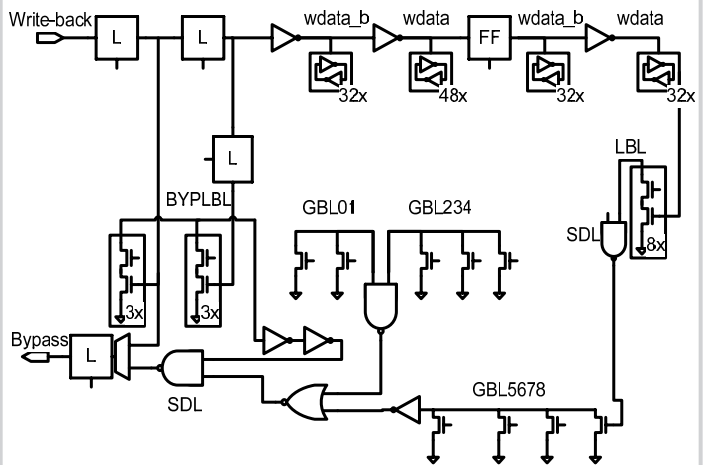 Write-back
L
L
wdata_b
wdata
FF
wdata_b
wdata
32x
48x
32x
32x
L
LBL
BYPLBL
GBL01
GBL234
SDL
8x
3x
3x
Bypass
L
SDL
GBL5678